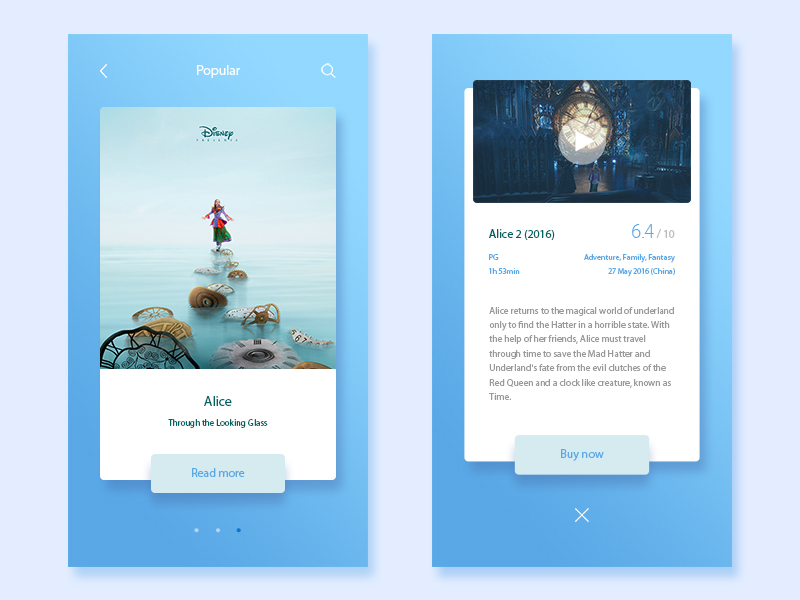 Popular
Disney
PRESENTS
Alice
Through the Looking Glass
Read more
Alice 2 (2016)
6.4 / 10
PG
Adventure, Family, Fantasy
1h 53min
27 May 2016 (China)
Alice returns to the magical world of underland
only to find the Hatter in a horrible state. With
the help of her friends, Alice must travel
through time to save the Mad Hatter and
Underland's fate from the evil clutches of the
Red Queen and a clock like creature, known as
Time.
Buy now